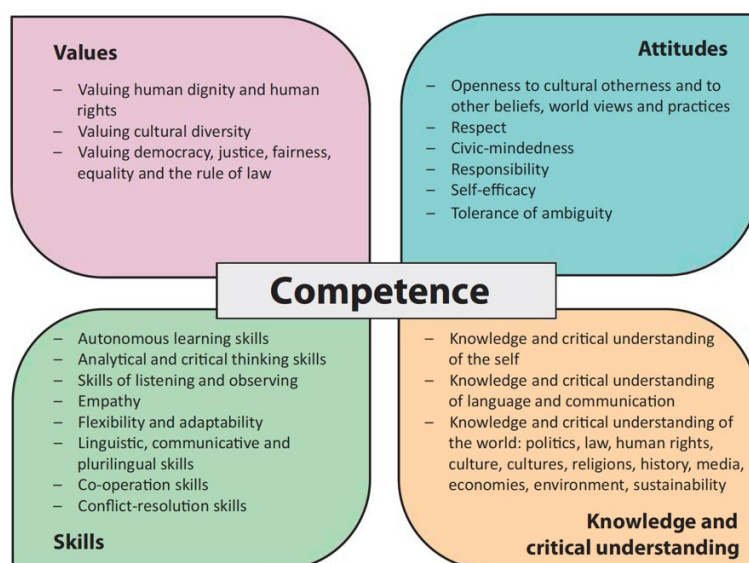 Values
– Valuing human dignity and human
rights
– Valuing cultural diversity
– Valuing democracy, justice, fairness,
equality and the rule of law
Attitudes
– Openness to cultural otherness and to
other beliefs, world views and practices
– Respect
– Civic-mindedness
– Responsibility
– Self-efficacy
– Tolerance of ambiguity
Competence
– Autonomous learning skills
– Analytical and critical thinking skills
– Skills of listening and observing
– Empathy
– Flexibility and adaptability
– Linguistic, communicative and
plurilingual skills
– Co-operation skills
– Conflict-resolution skills
Skills
– Knowledge and critical understanding
of the self
– Knowledge and critical understanding
of language and communication
– Knowledge and critical understanding of
the world: politics, law, human rights,
culture, cultures, religions, history, media,
economies, environment, sustainability
Knowledge and
critical understanding